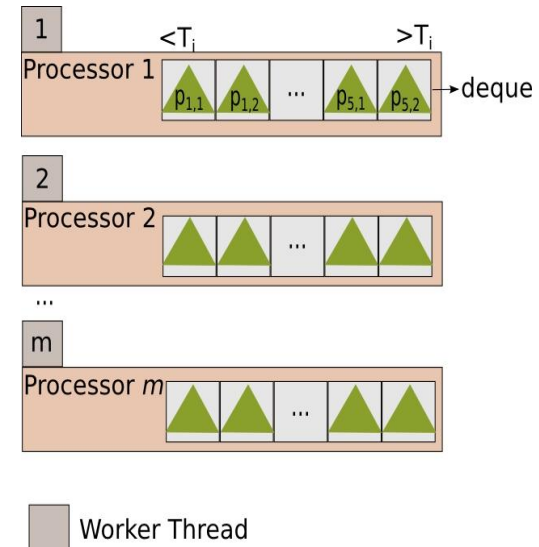 1
<Tᵢ >Tᵢ
Processor 1 p₁,₁ p₁,₂ ... p₅,₁ p₅,₂ deque
2
Processor 2 ...
...
m
Processor m ...
Worker Thread